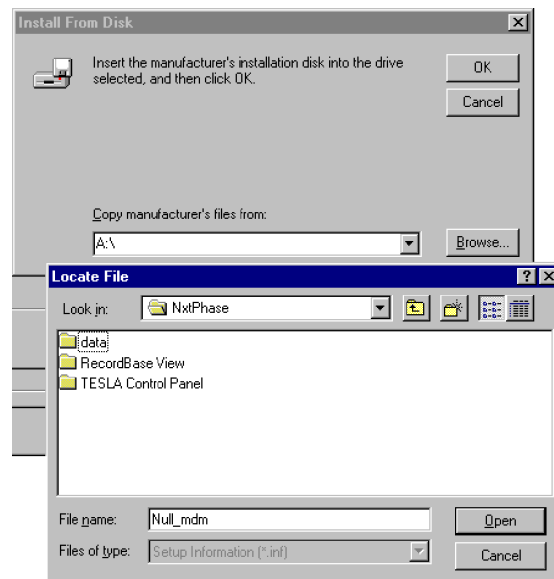 Install From Disk
Insert the manufacturer's installation disk into the drive
selected, and then click OK.
OK
Cancel
Copy manufacturer's files from:
A:\
Browse...
Locate File
Look in:
NxtPhase
data
RecordBase View
TESLA Control Panel
File name:
Null_mdm
Open
Files of type:
Setup Information (*.inf)
Cancel